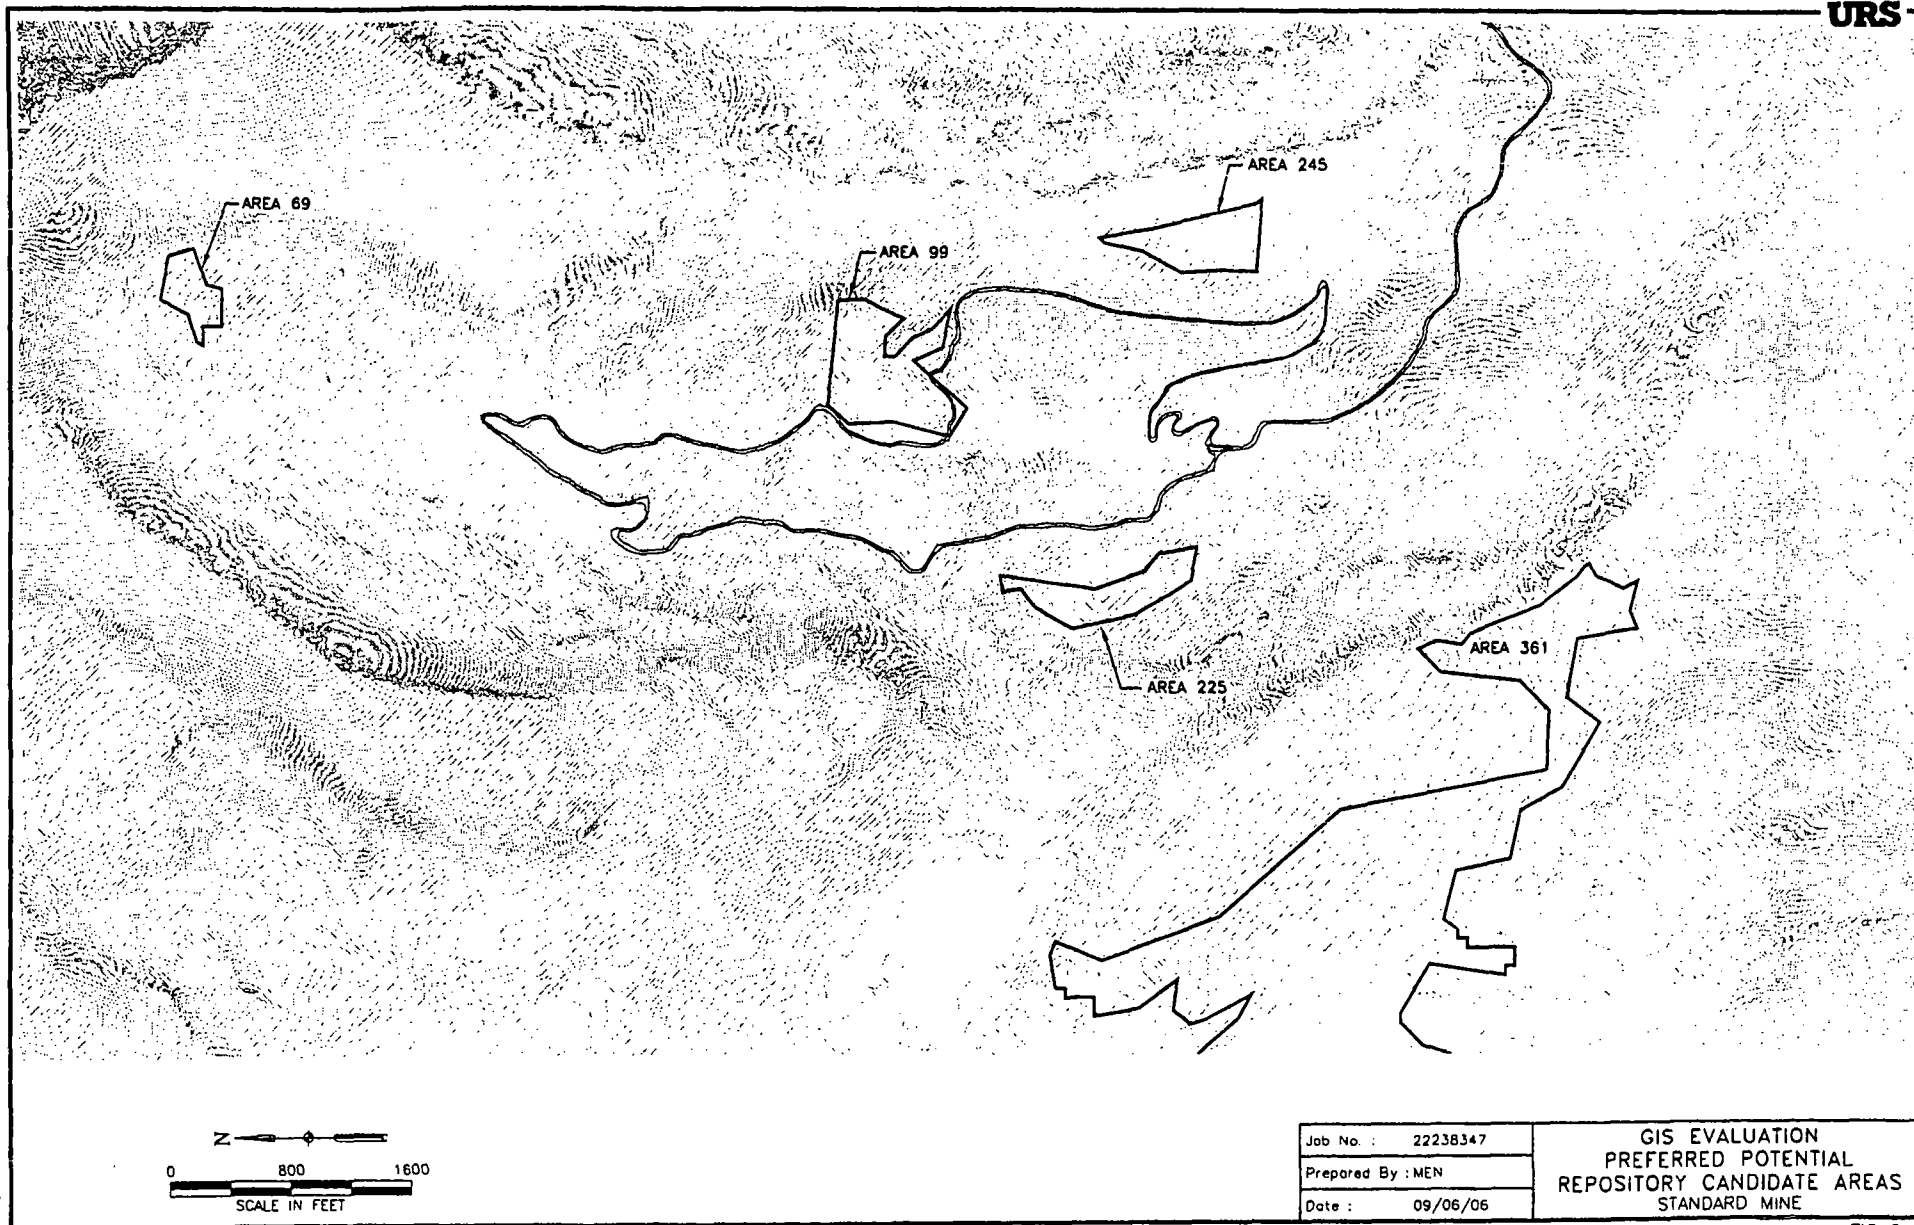 URS
AREA 245
AREA 69
AREA 99
AREA 361
AREA 225
N
0 800 1600
SCALE IN FEET
Job No. : 22238347
Prepared By : MEN
Date : 09/06/06
GIS EVALUATION
PREFERRED POTENTIAL
REPOSITORY CANDIDATE AREAS
STANDARD MINE